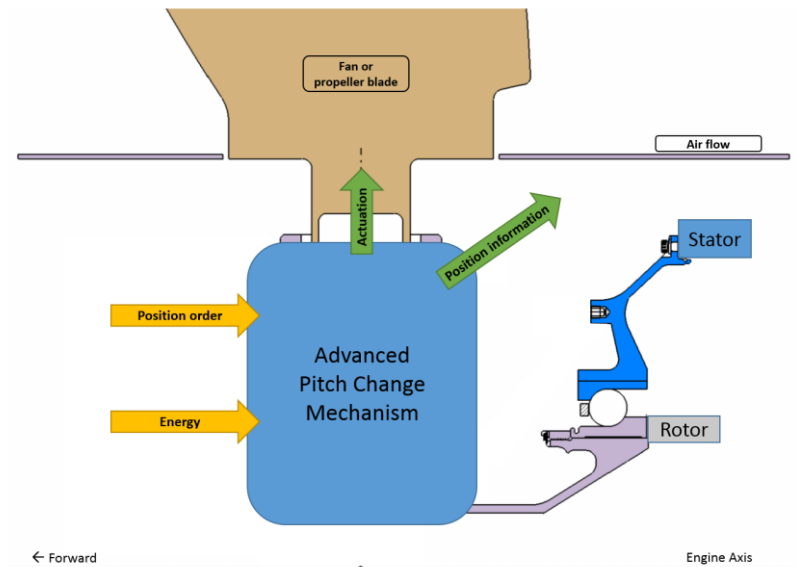 Fan or
propeller blade
Air flow
Actuation
Position information
Stator
Position order
Advanced
Pitch Change
Mechanism
Energy
Rotor
← Forward
Engine Axis